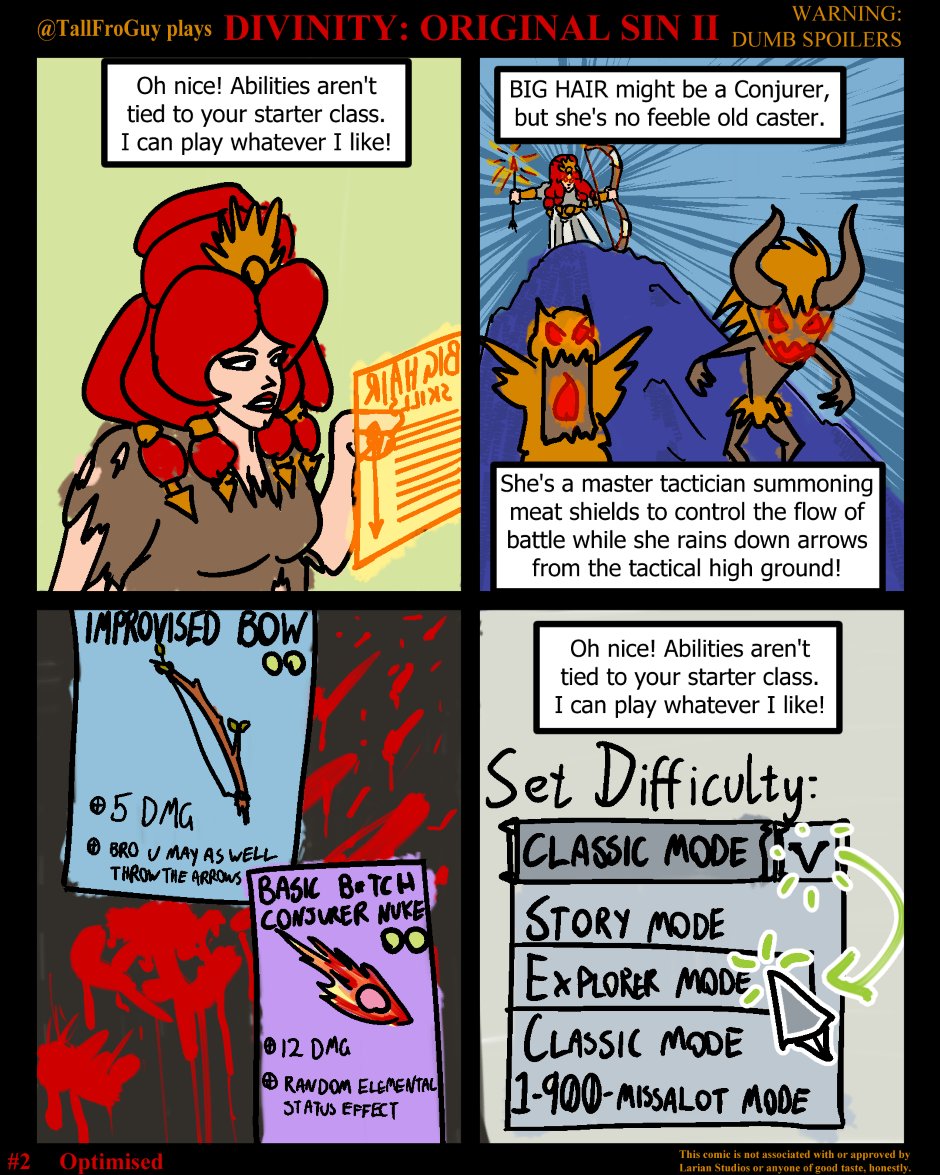 @TallFroGuy plays DIVINITY: ORIGINAL SIN II
WARNING:
DUMB SPOILERS
Oh nice! Abilities aren't
tied to your starter class.
I can play whatever I like!
BIG HAIR
SKILLS
BIG HAIR might be a Conjurer,
but she's no feeble old caster.
She's a master tactician summoning
meat shields to control the flow of
battle while she rains down arrows
from the tactical high ground!
IMPROVISED BOW
5 DMG
BRO U MAY AS WELL
THROW THE ARROWS
BASIC B*TCH
CONJURER NUKE
12 DMG
RANDOM ELEMENTAL
STATUS EFFECT
Oh nice! Abilities aren't
tied to your starter class.
I can play whatever I like!
Set Difficulty:
CLASSIC MODE
STORY MODE
EXPLORER MODE
CLASSIC MODE
1-900-MISSALOT MODE
#2 Optimised
This comic is not associated with or approved by
Larian Studios or anyone of good taste, honestly.